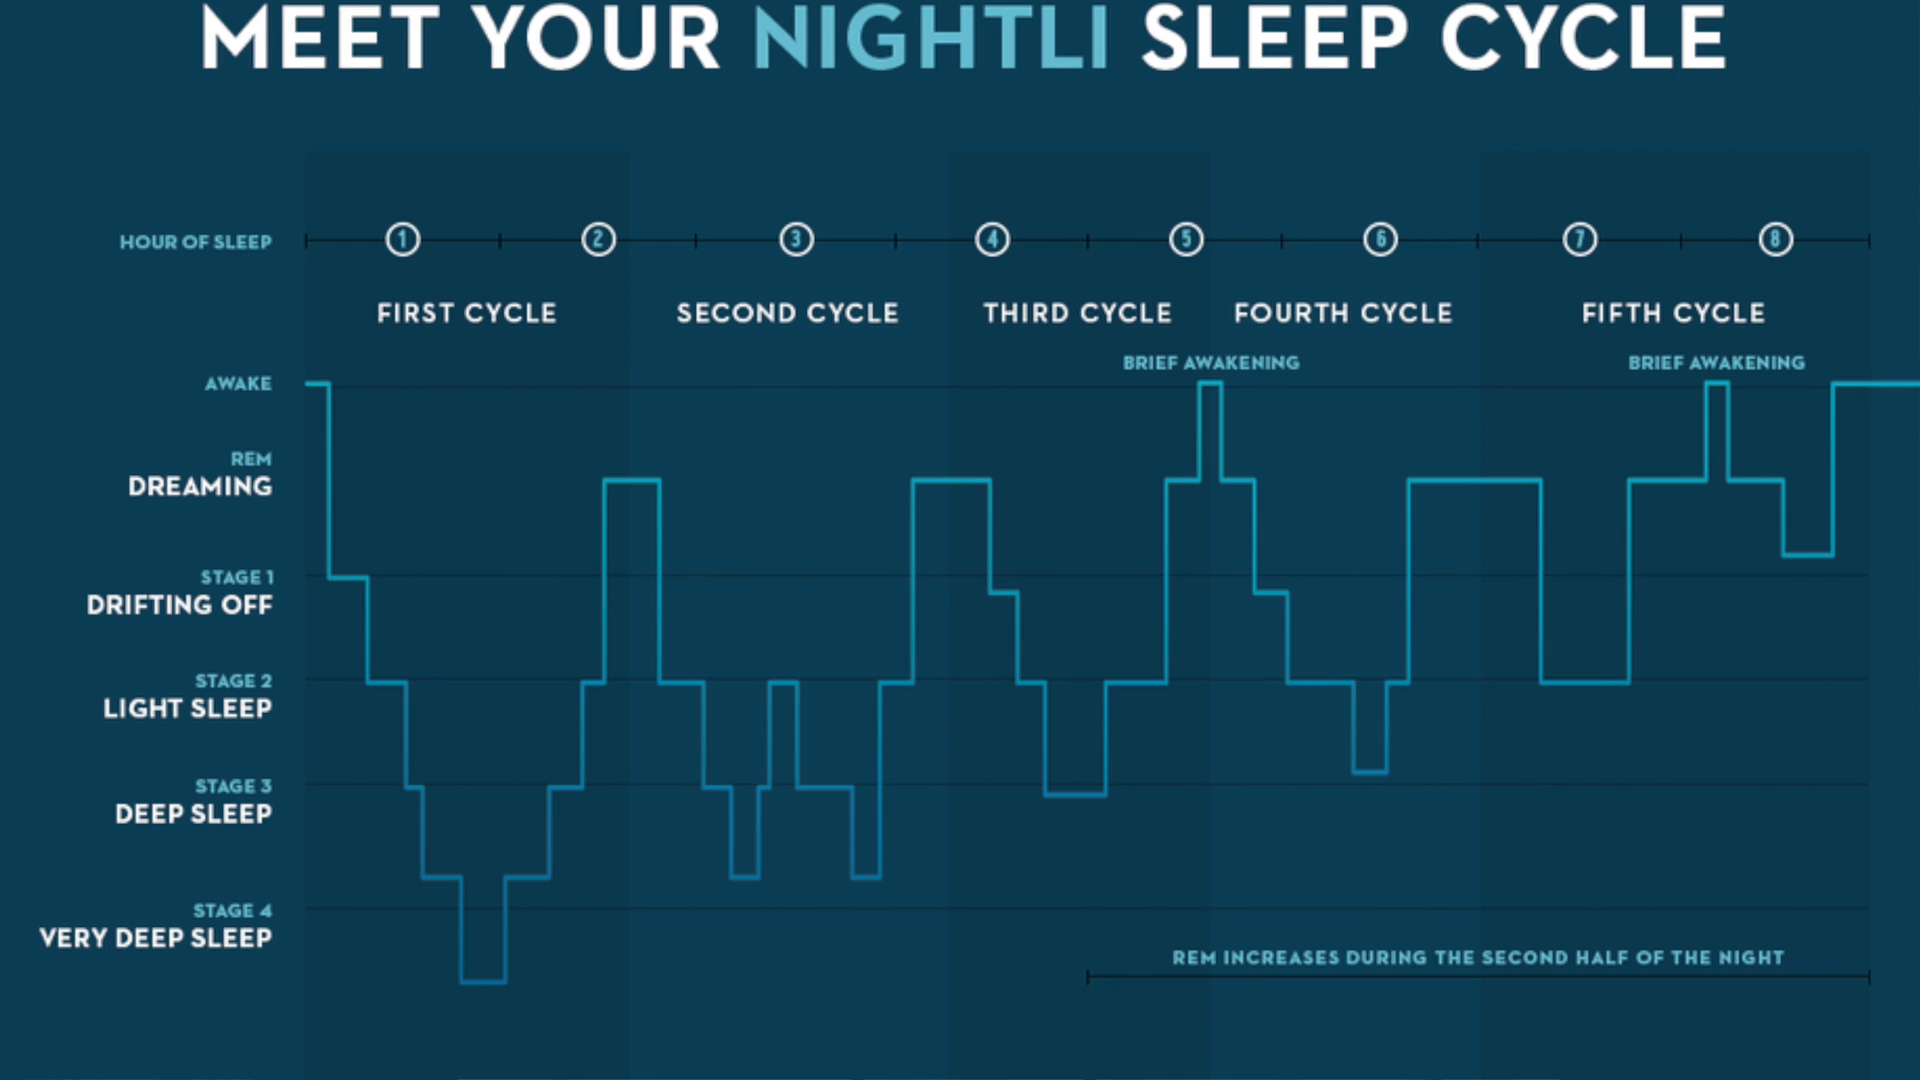 MEET YOUR NIGHTLI SLEEP CYCLE
HOUR OF SLEEP 1 2 3 4 5 6 7 8
FIRST CYCLE SECOND CYCLE THIRD CYCLE FOURTH CYCLE FIFTH CYCLE
BRIEF AWAKENING BRIEF AWAKENING
AWAKE
REM
DREAMING
STAGE 1
DRIFTING OFF
STAGE 2
LIGHT SLEEP
STAGE 3
DEEP SLEEP
STAGE 4
VERY DEEP SLEEP
REM INCREASES DURING THE SECOND HALF OF THE NIGHT